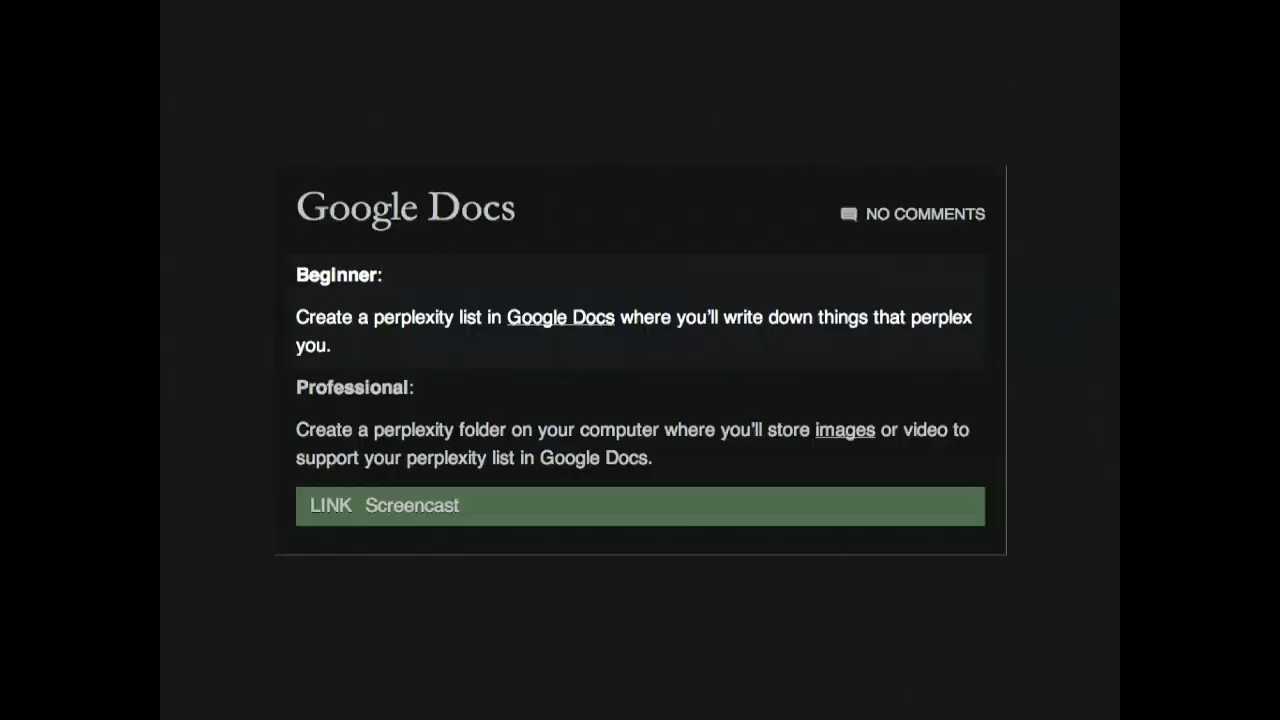 Google Docs
NO COMMENTS
Beginner:
Create a perplexity list in Google Docs where you'll write down things that perplex
you.
Professional:
Create a perplexity folder on your computer where you'll store images or video to
support your perplexity list in Google Docs.
LINK Screencast